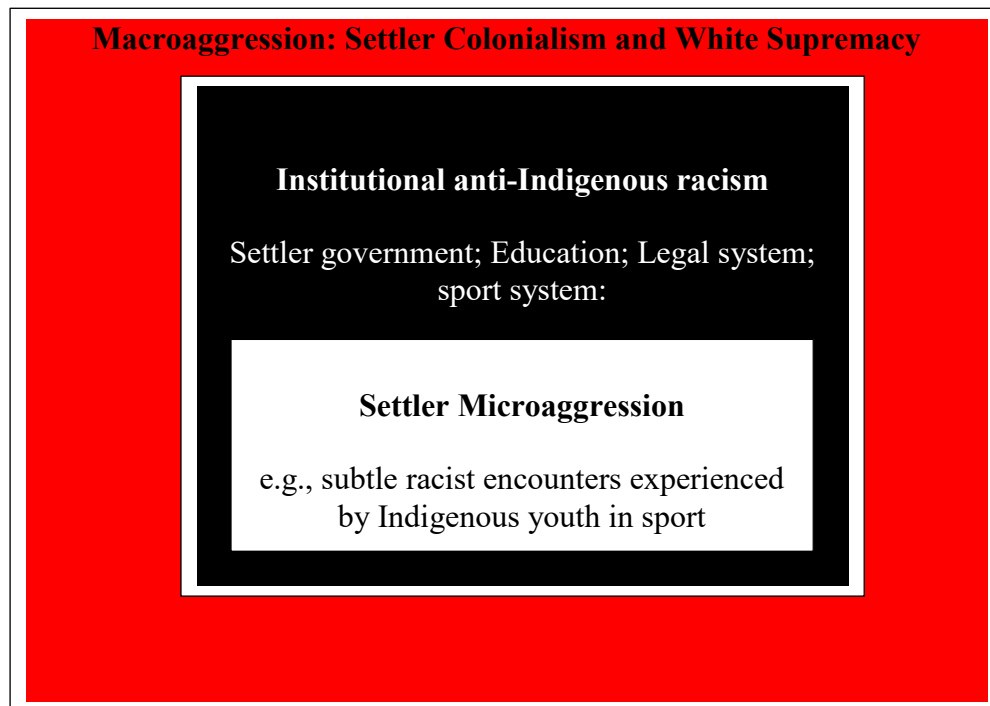 Macroaggression: Settler Colonialism and White Supremacy
Institutional anti-Indigenous racism
Settler government; Education; Legal system;
sport system:
Settler Microaggression
e.g., subtle racist encounters experienced
by Indigenous youth in sport